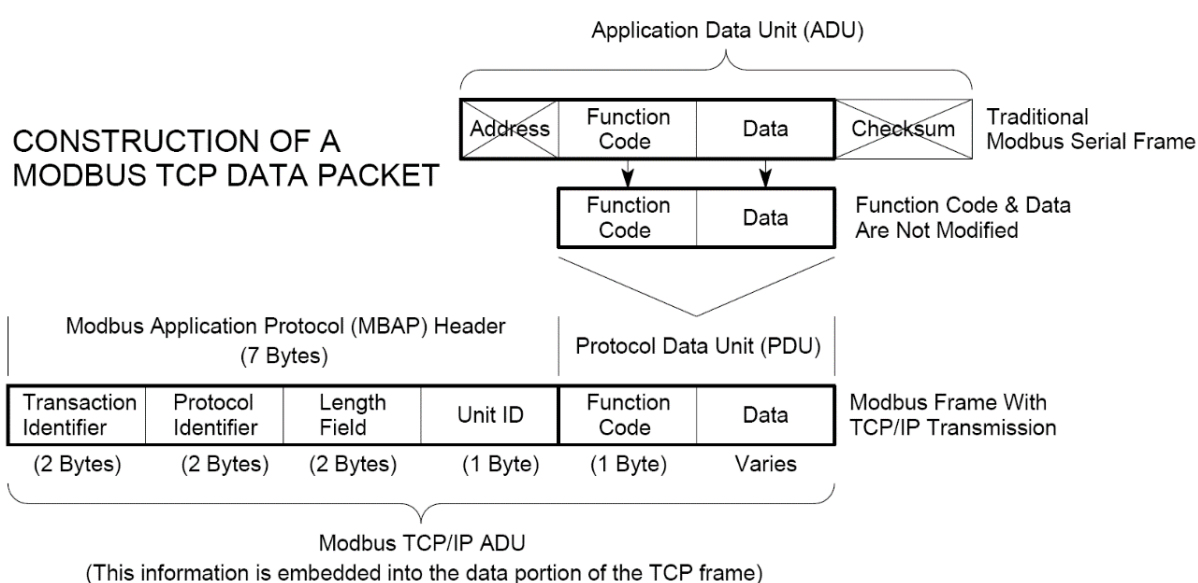 Application Data Unit (ADU)
CONSTRUCTION OF A
MODBUS TCP DATA PACKET
Address
Function
Code
Data
Checksum
Traditional
Modbus Serial Frame
Function
Code
Data
Function Code & Data
Are Not Modified
Modbus Application Protocol (MBAP) Header
(7 Bytes)
Protocol Data Unit (PDU)
Transaction
Identifier
Protocol
Identifier
Length
Field
Unit ID
Function
Code
Data
Modbus Frame With
TCP/IP Transmission
(2 Bytes)
(2 Bytes)
(2 Bytes)
(1 Byte)
(1 Byte)
Varies
Modbus TCP/IP ADU
(This information is embedded into the data portion of the TCP frame)